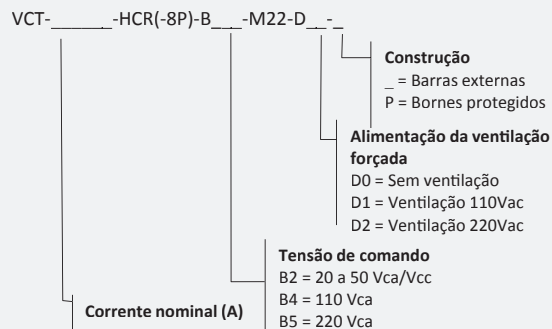 VCT-______-HCR(-8P)-B___-M22-D__-_
Construção
_ = Barras externas
P = Bornes protegidos
Alimentação da ventilação
forçada
D0 = Sem ventilação
D1 = Ventilação 110Vac
D2 = Ventilação 220Vac
Tensão de comando
B2 = 20 a 50 Vca/Vcc
B4 = 110 Vca
B5 = 220 Vca
Corrente nominal (A)